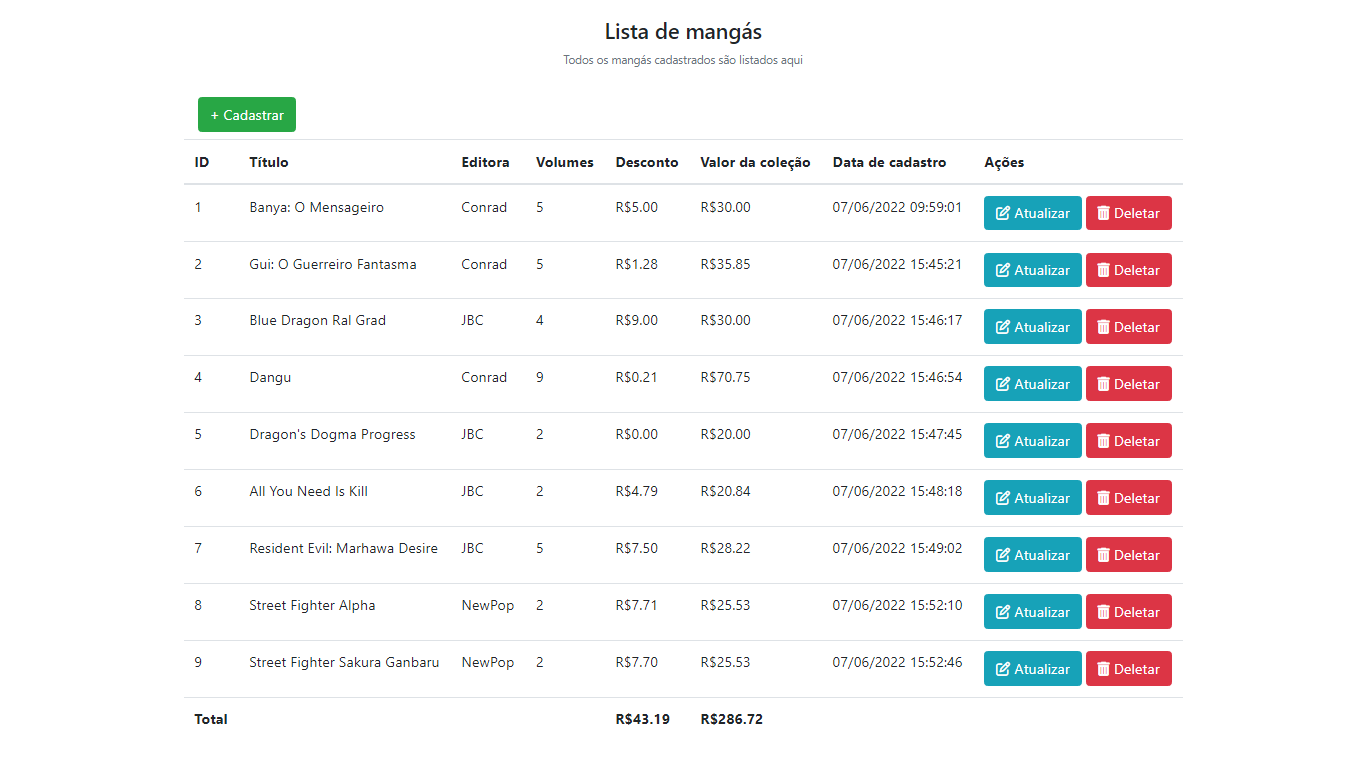 Lista de mangás
Todos os mangás cadastrados são listados aqui
+ Cadastrar
ID Título Editora Volumes Desconto Valor da coleção Data de cadastro Ações
1 Banya: O Mensageiro Conrad 5 R$5.00 R$30.00 07/06/2022 09:59:01 Atualizar Deletar
2 Gui: O Guerreiro Fantasma Conrad 5 R$1.28 R$35.85 07/06/2022 15:45:21 Atualizar Deletar
3 Blue Dragon Ral Grad JBC 4 R$9.00 R$30.00 07/06/2022 15:46:17 Atualizar Deletar
4 Dangu Conrad 9 R$0.21 R$70.75 07/06/2022 15:46:54 Atualizar Deletar
5 Dragon's Dogma Progress JBC 2 R$0.00 R$20.00 07/06/2022 15:47:45 Atualizar Deletar
6 All You Need Is Kill JBC 2 R$4.79 R$20.84 07/06/2022 15:48:18 Atualizar Deletar
7 Resident Evil: Marhawa Desire JBC 5 R$7.50 R$28.22 07/06/2022 15:49:02 Atualizar Deletar
8 Street Fighter Alpha NewPop 2 R$7.71 R$25.53 07/06/2022 15:52:10 Atualizar Deletar
9 Street Fighter Sakura Ganbaru NewPop 2 R$7.70 R$25.53 07/06/2022 15:52:46 Atualizar Deletar
Total R$43.19 R$286.72